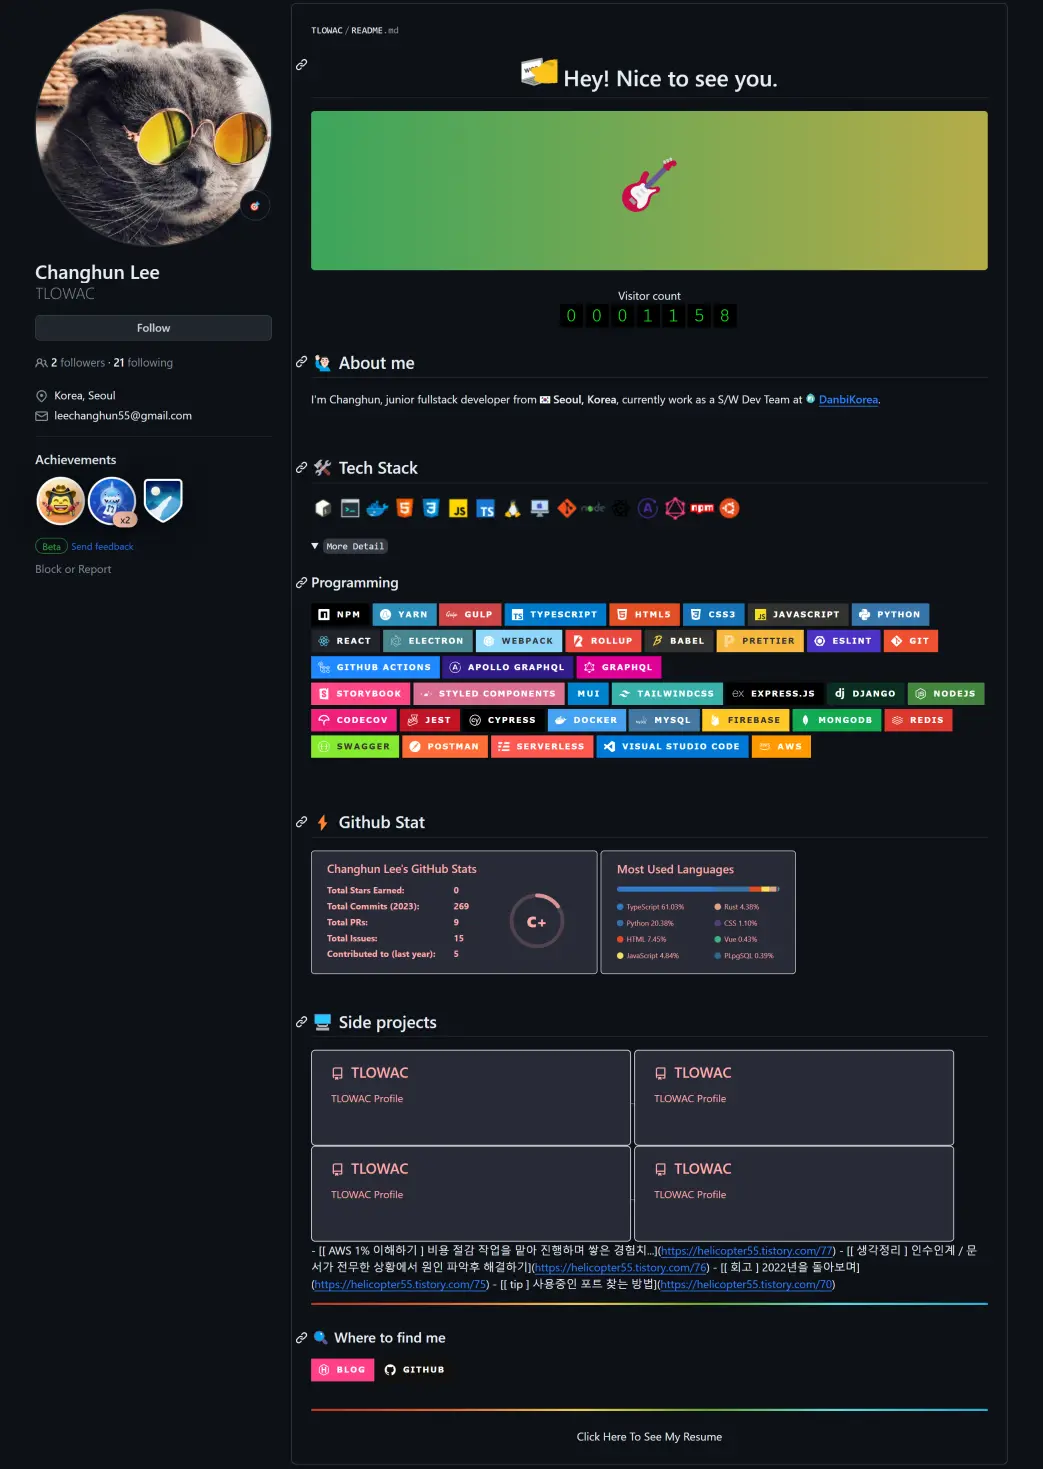 Changhun Lee
TLOWAC
Follow
2 followers · 21 following
Korea, Seoul
leechanghun55@gmail.com
Achievements
x2
Beta Send feedback
Block or Report
TLOWAC / README.md
Hey! Nice to see you.
Visitor count
0 0 0 1 1 5 8
About me
I'm Changhun, junior fullstack developer from Seoul, Korea, currently work as a S/W Dev Team at DanbiKorea.
Tech Stack
JS TS node A npm
More Detail
Programming
NPM YARN GULP TYPESCRIPT HTML5 CSS3 JAVASCRIPT PYTHON
REACT ELECTRON WEBPACK ROLLUP BABEL PRETTIER ESLINT GIT
GITHUB ACTIONS APOLLO GRAPHQL GRAPHQL
STORYBOOK STYLED COMPONENTS MUI TAILWINDCSS EX EXPRESS.JS dj DJANGO NODEJS
CODECOV JEST cy CYPRESS DOCKER MYSQL FIREBASE MONGODB REDIS
SWAGGER POSTMAN SERVERLESS VISUAL STUDIO CODE AWS
Github Stat
Changhun Lee's GitHub Stats
Total Stars Earned: 0
Total Commits (2023): 269
Total PRs: 9
Total Issues: 15
Contributed to (last year): 5
C+
Most Used Languages
TypeScript 61.03% Rust 4.38%
Python 20.38% CSS 1.10%
HTML 7.45% Vue 0.43%
JavaScript 4.84% PLpgSQL 0.39%
Side projects
TLOWAC TLOWAC
TLOWAC Profile TLOWAC Profile
TLOWAC TLOWAC
TLOWAC Profile TLOWAC Profile
- [[ AWS 1% 이해하기 ] 비용 절감 작업을 맡아 진행하며 쌓은 경험치...](https://helicopter55.tistory.com/77) - [[ 생각정리 ] 인수인계 / 문
서가 전무한 상황에서 원인 파악후 해결하기](https://helicopter55.tistory.com/76) - [[ 회고 ] 2022년을 돌아보며]
(https://helicopter55.tistory.com/75) - [[ tip ] 사용중인 포트 찾는 방법](https://helicopter55.tistory.com/70)
Where to find me
BLOG GITHUB
Click Here To See My Resume